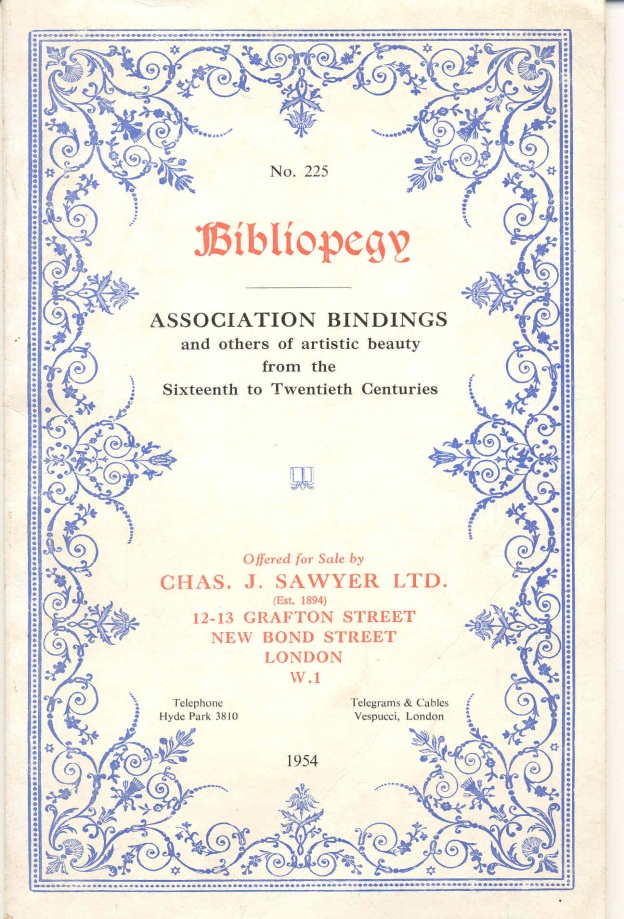 No. 225
Bibliopegy
ASSOCIATION BINDINGS
and others of artistic beauty
from the
Sixteenth to Twentieth Centuries
Offered for Sale by
CHAS. J. SAWYER LTD.
(Est. 1894)
12-13 GRAFTON STREET
NEW BOND STREET
LONDON
W.1
Telephone
Hyde Park 3810
Telegrams & Cables
Vespucci, London
1954